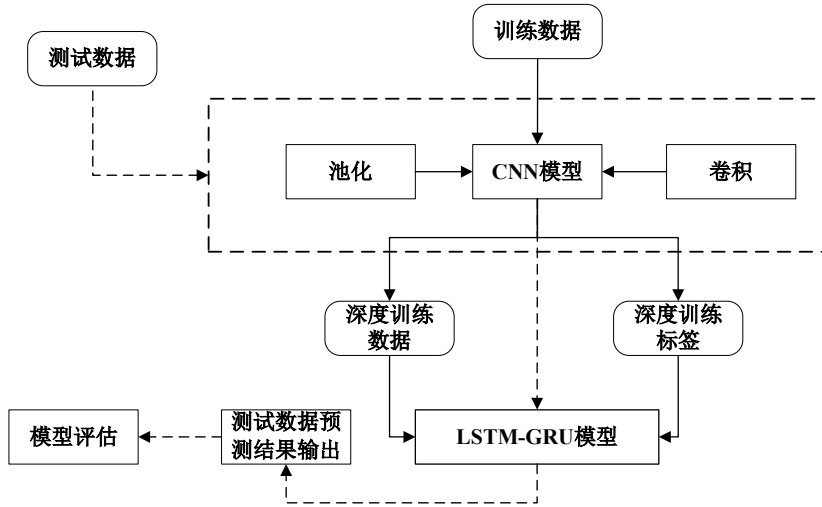 训练数据
测试数据
池化
CNN模型
卷积
深度训练
数据
深度训练
标签
模型评估
测试数据预
测结果输出
LSTM-GRU模型